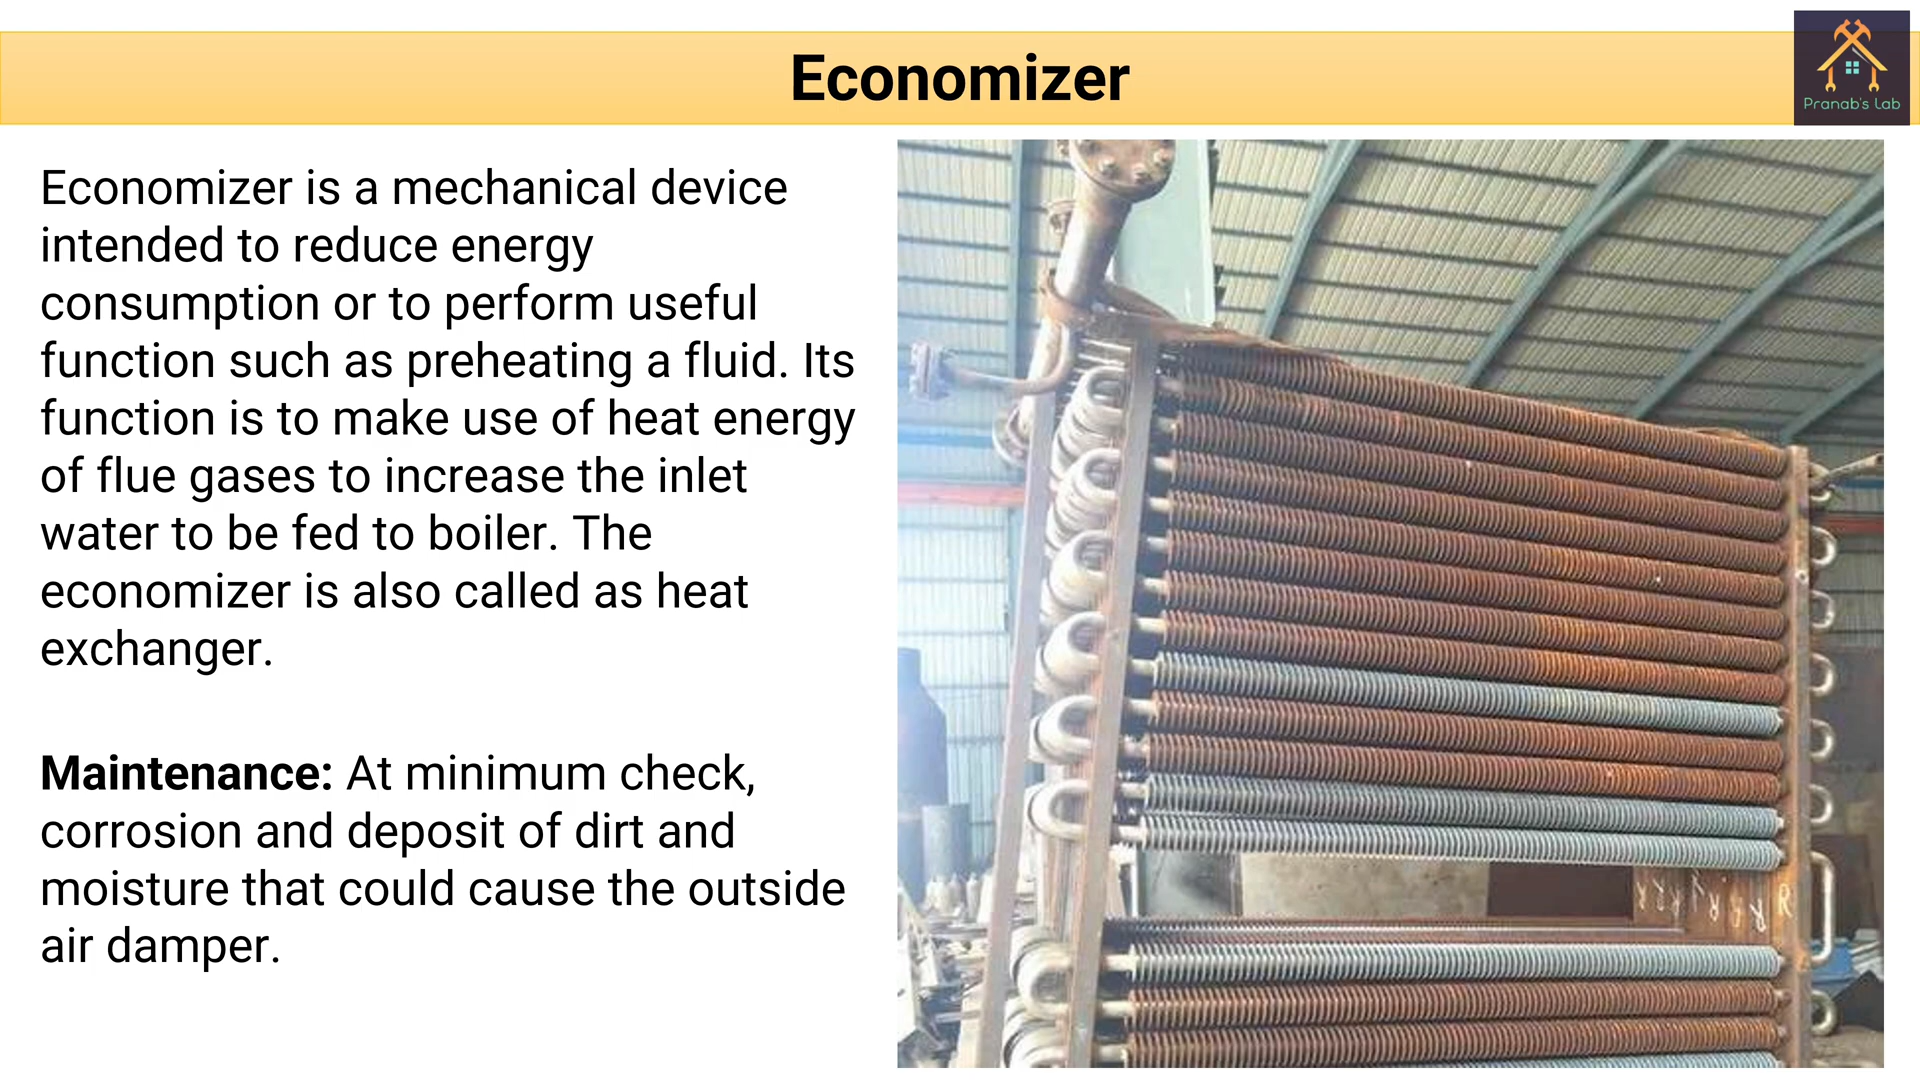 Economizer
Pranab's Lab
Economizer is a mechanical device
intended to reduce energy
consumption or to perform useful
function such as preheating a fluid. Its
function is to make use of heat energy
of flue gases to increase the inlet
water to be fed to boiler. The
economizer is also called as heat
exchanger.
Maintenance: At minimum check,
corrosion and deposit of dirt and
moisture that could cause the outside
air damper.